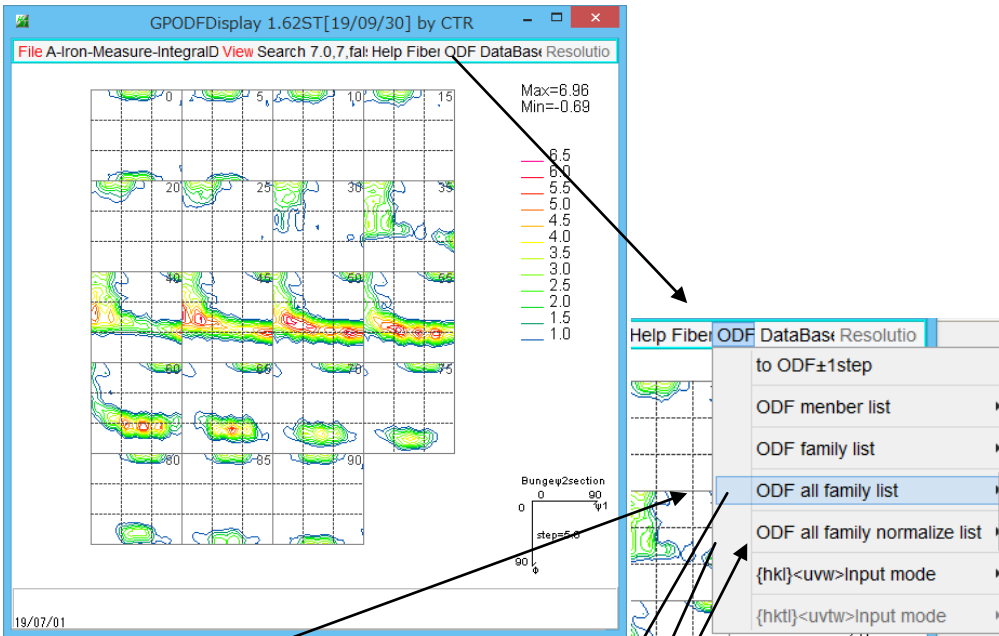 GPODFDisplay 1.62ST[19/09/30] by CTR
File A-Iron-Measure-IntegralD View Search 7.0,7,fal: Help Fiber ODF DataBase Resolutio
0 5 10 15
20 25 30 35
40 45 50 55
60 70 75
80 85 90
Max=6.96
Min=-0.69
6.5
6.0
5.5
5.0
4.5
4.0
3.5
3.0
2.5
2.0
1.5
1.0
Bungeψ2section
0 90
0 ψ1
step=5.0
90
Φ
19/07/01
Help Fiber ODF DataBase Resolutio
to ODF±1step
ODF menber list
ODF family list
ODF all family list
ODF all family normalize list
{hkl}<uvw>Input mode
{hktl}<uvtw>Input mode